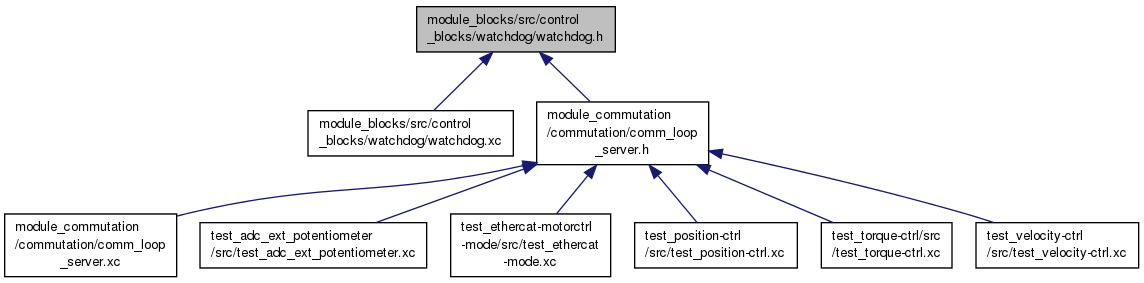 module_blocks/src/control
_blocks/watchdog/watchdog.h
module_blocks/src/control
_blocks/watchdog/watchdog.xc
module_commutation
/commutation/comm_loop
_server.h
module_commutation
/commutation/comm_loop
_server.xc
test_adc_ext_potentiometer
/src/test_adc_ext_potentiometer.xc
test_ethercat-motorctrl
-mode/src/test_ethercat
-mode.xc
test_position-ctrl
/src/test_position-ctrl.xc
test_torque-ctrl/src
/test_torque-ctrl.xc
test_velocity-ctrl
/src/test_velocity-ctrl.xc